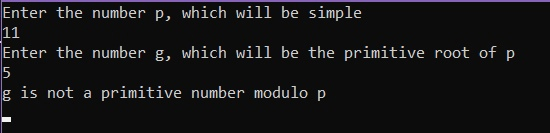 Enter the number p, which will be simple
11
Enter the number g, which will be the primitive root of p
5
g is not a primitive number modulo p